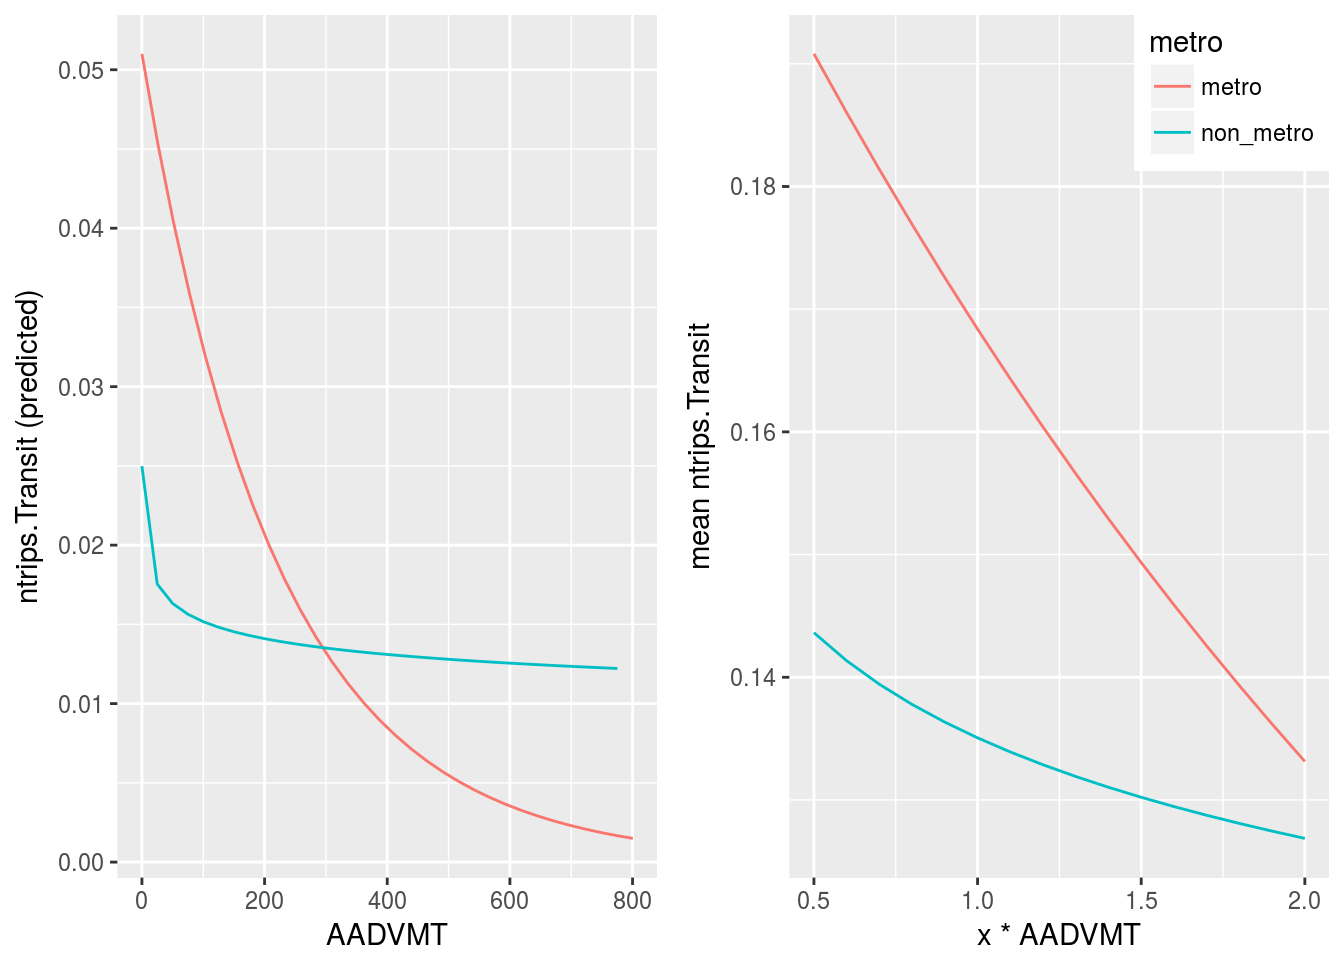 ntrips.Transit (predicted)
0.05
0.04
0.03
0.02
0.01
0.00
0
200
400
600
800
AADVMT
mean ntrips.Transit
0.18
0.16
0.14
0.5
1.0
1.5
2.0
x * AADVMT
metro
metro
non_metro